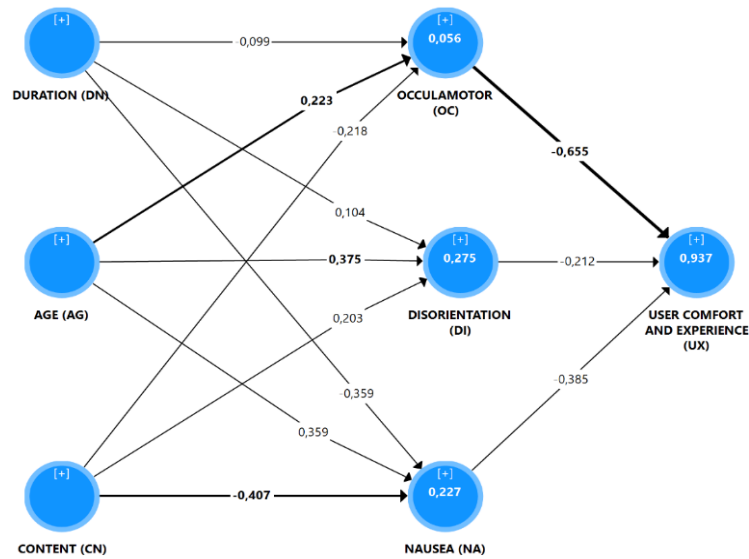 [+]
[+]
0,056
-0,099
DURATION (DN)
OCCULAMOTOR
(OC)
0,223
-0,218
-0,655
0,104
[+]
[+]
0,275
[+]
0,937
0,375
-0,212
AGE (AG)
DISORIENTATION
(DI)
USER COMFORT
AND EXPERIENCE
(UX)
0,203
-0,359
-0,385
0,359
[+]
[+]
0,227
-0,407
CONTENT (CN)
NAUSEA (NA)